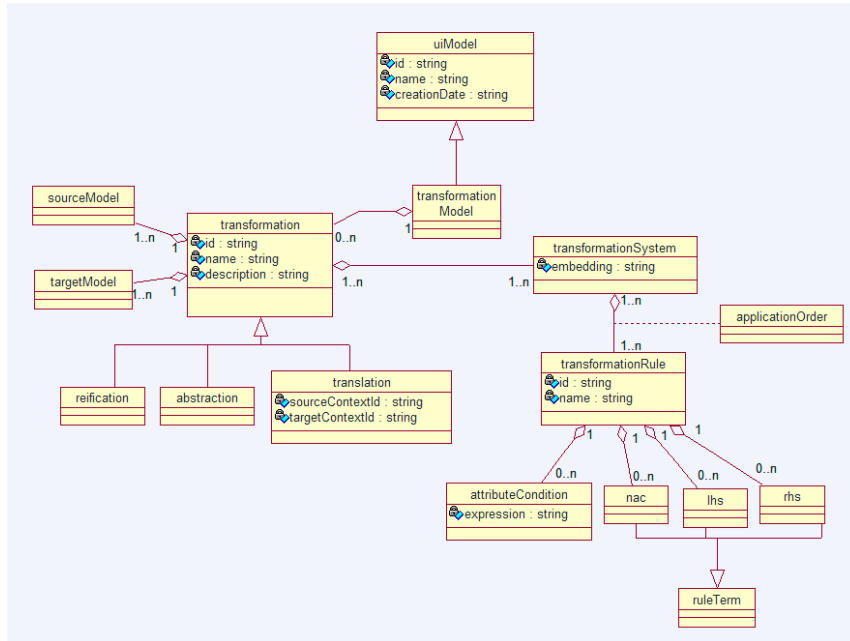 uiModel
id : string
name : string
creationDate : string
sourceModel
transformation
Model
transformation
id : string
name : string
description : string
1..n
1
0..n
1
targetModel
1..n
1
1..n
1..n
transformationSystem
embedding : string
1..n
applicationOrder
1..n
transformationRule
id : string
name : string
reification
abstraction
translation
sourceContextId : string
targetContextId : string
1
1
1
1
0..n
0..n
0..n
0..n
attributeCondition
expression : string
nac
lhs
rhs
ruleTerm